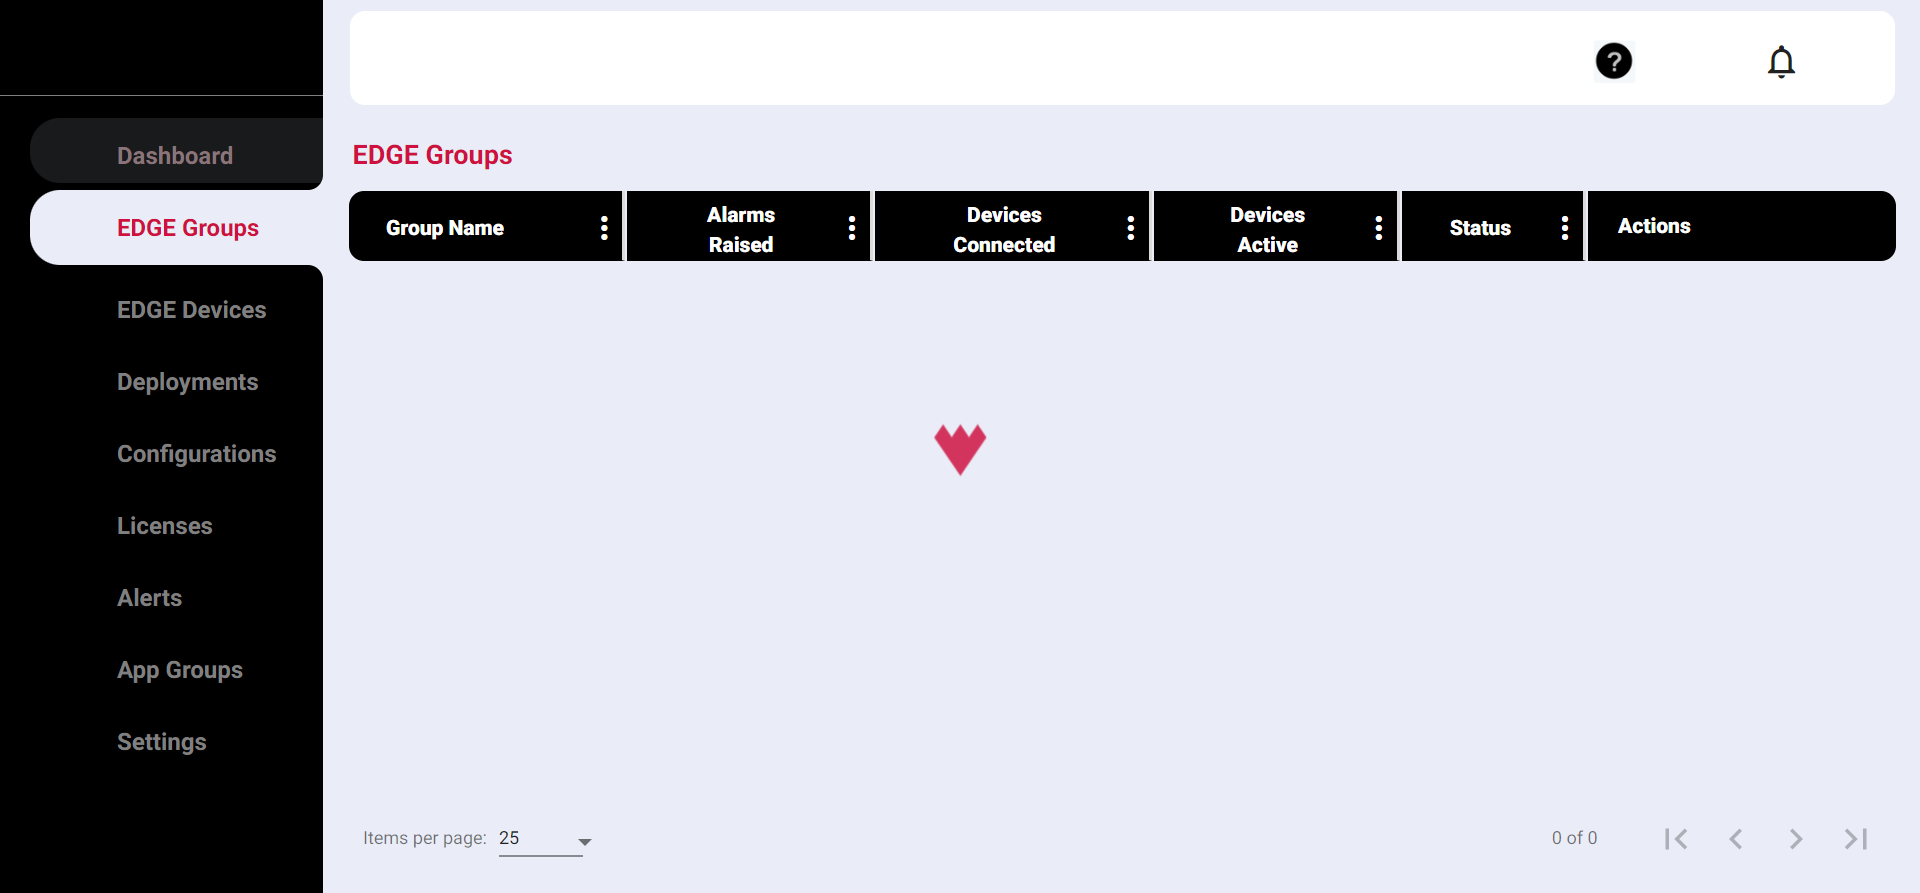 Dashboard
EDGE Groups
EDGE Devices
Deployments
Configurations
Licenses
Alerts
App Groups
Settings
?
EDGE Groups
Group Name
Alarms
Raised
Devices
Connected
Devices
Active
Status
Actions
Items per page: 25
0 of 0